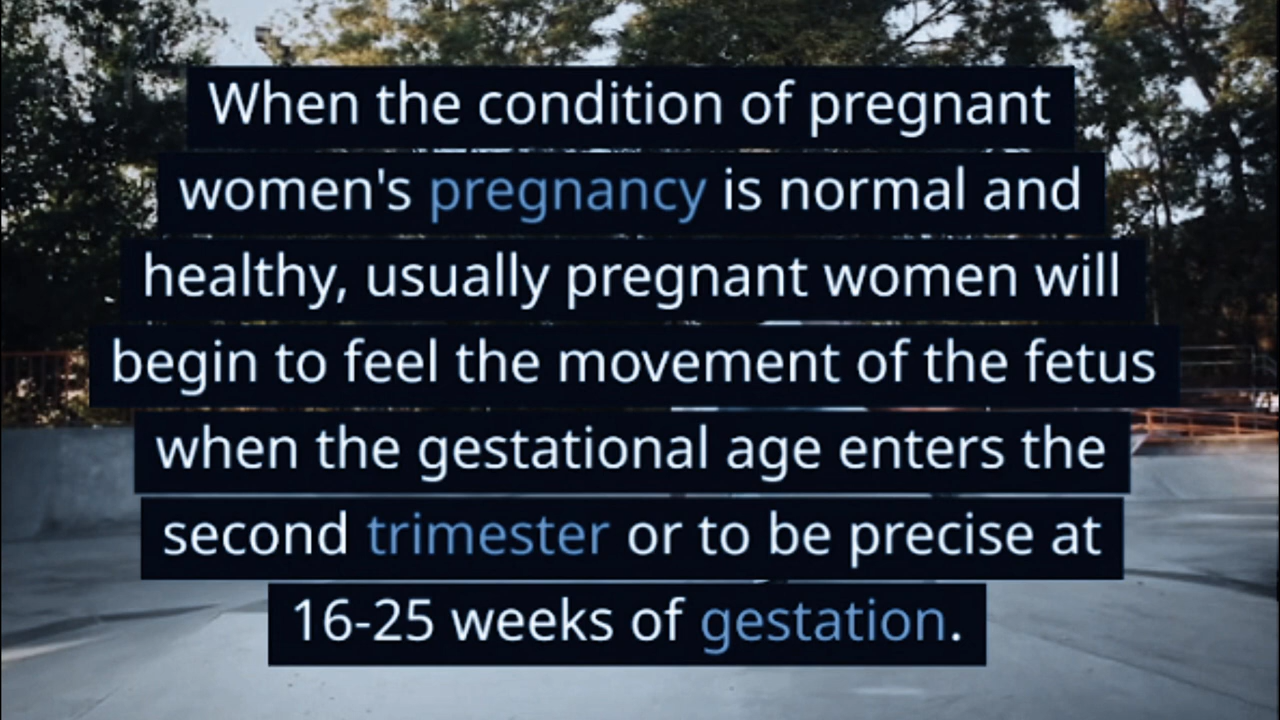 When the condition of pregnant
women's pregnancy is normal and
healthy, usually pregnant women will
begin to feel the movement of the fetus
when the gestational age enters the
second trimester or to be precise at
16-25 weeks of gestation.